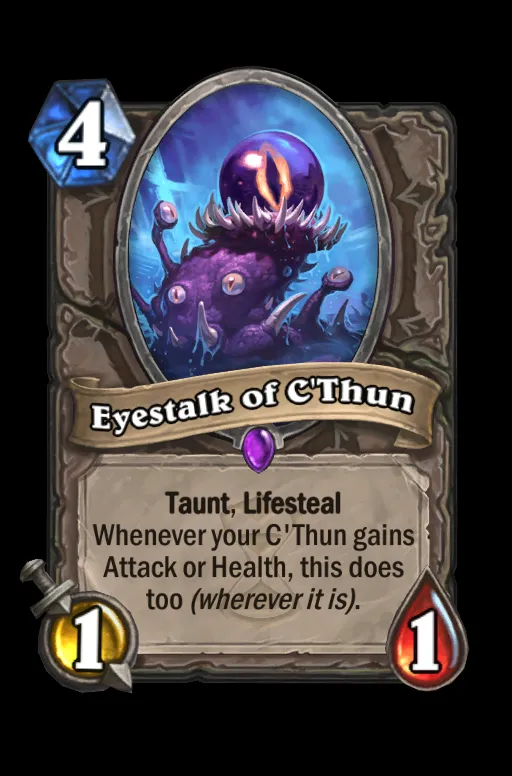 4
Eyestalk of C'Thun
Taunt, Lifesteal
Whenever your C'Thun gains
Attack or Health, this does
too (wherever it is).
1
1